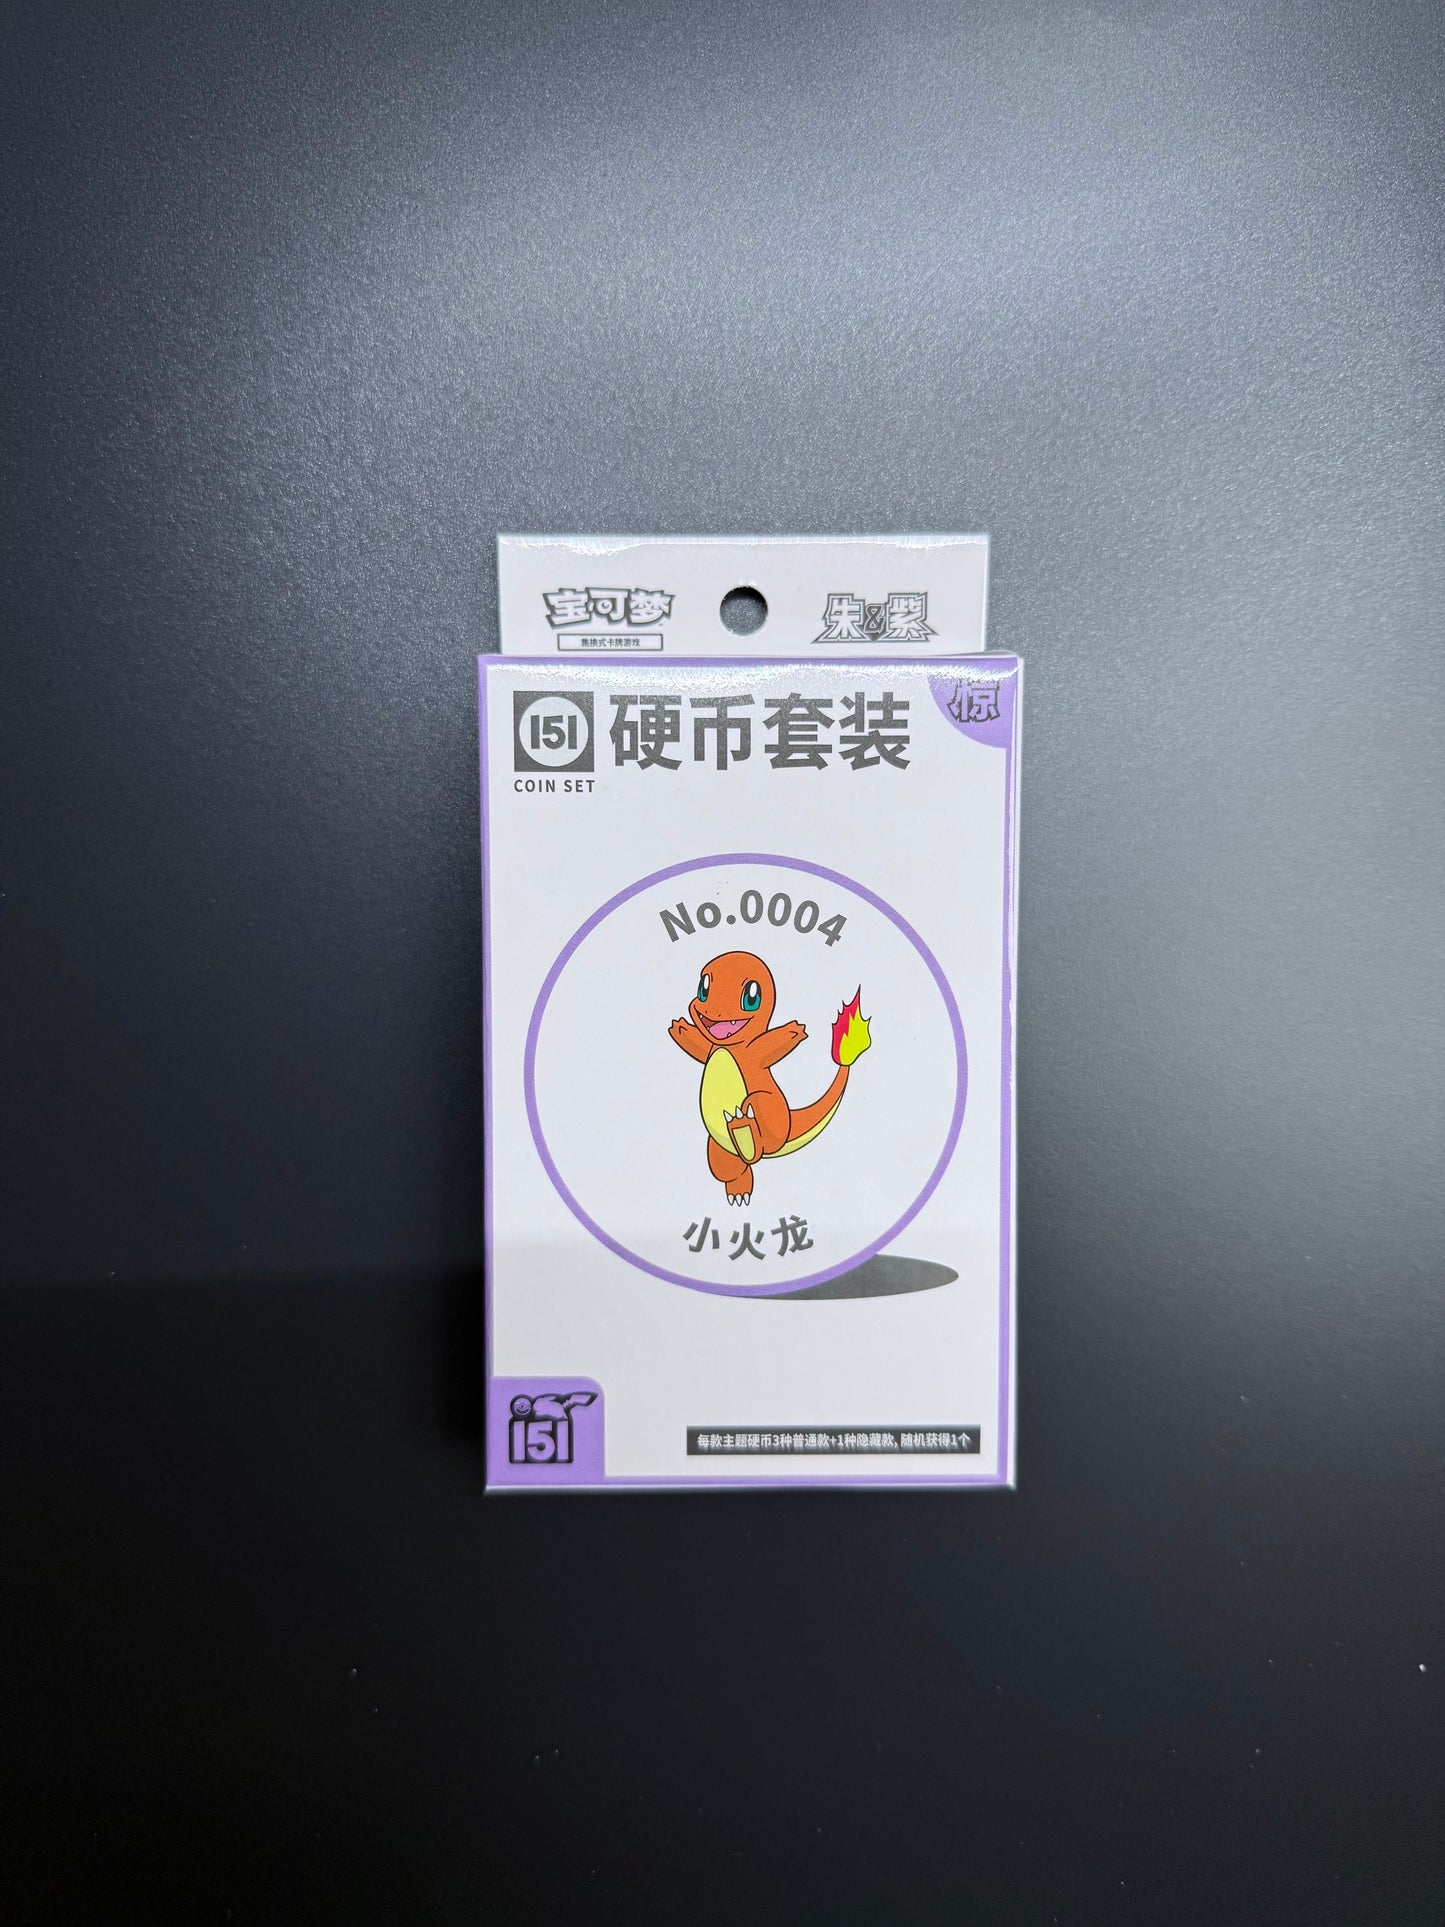 宝可梦
集换式卡牌游戏
朱&紫
151
COIN SET
硬币套装
惊
No.0004
小火龙
151
每款主题硬币3种普通款+1种隐藏款, 随机获得1个